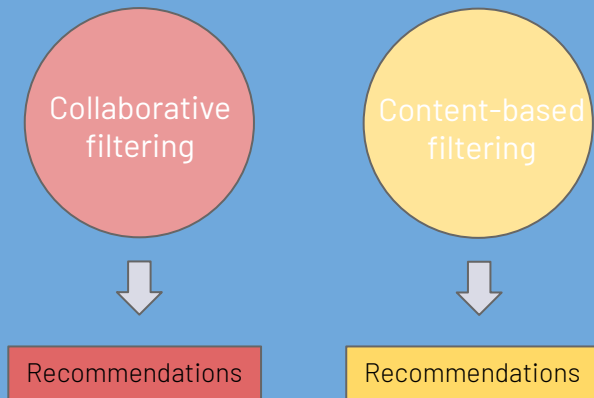 Collaborative
filtering
Content-based
filtering
Recommendations
Recommendations